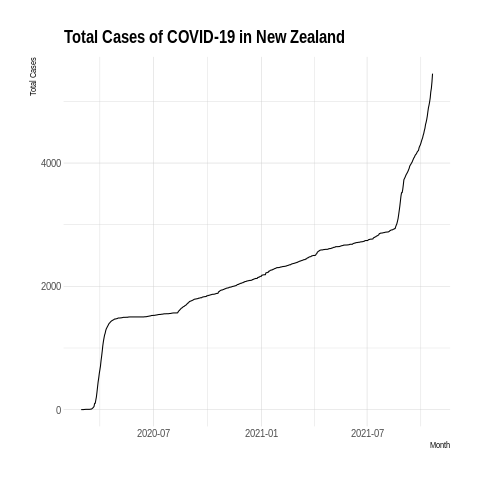 Total Cases of COVID-19 in New Zealand
Total Cases
4000
2000
0
2020-07
2021-01
2021-07
Month